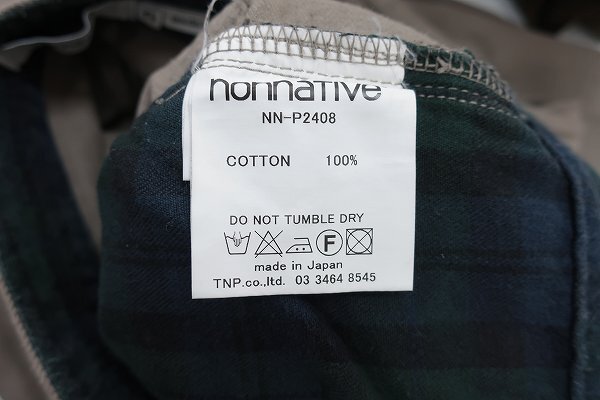 nonnative
NN-P2408
COTTON 100%
DO NOT TUMBLE DRY
F
made in Japan
TNP.co.,ltd. 03 3464 8545